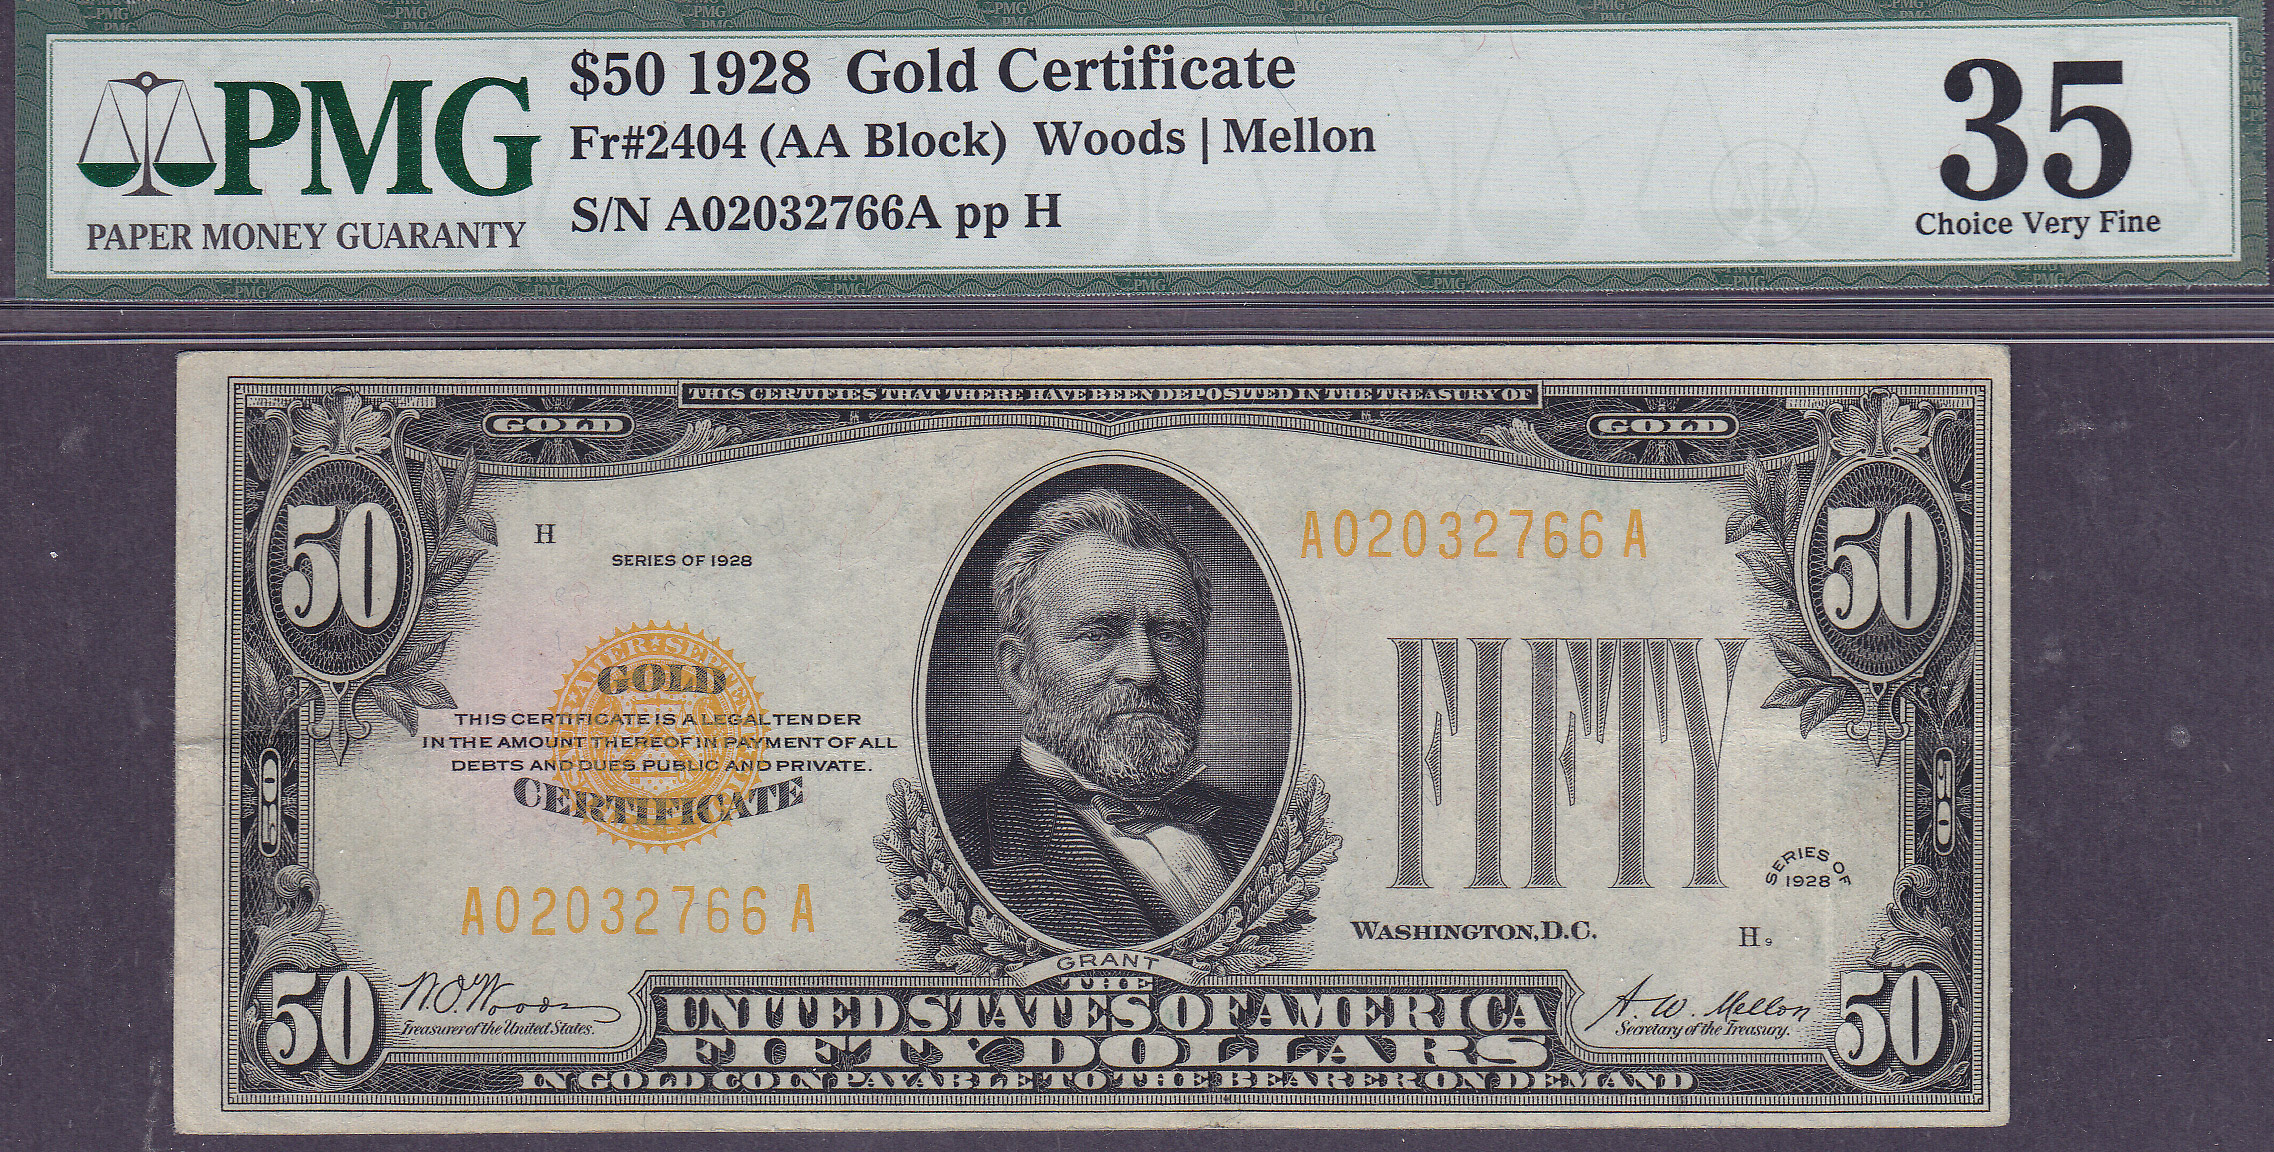 PMG
PAPER MONEY GUARANTY
$50 1928 Gold Certificate
Fr#2404 (AA Block) Woods | Mellon
S/N A02032766A pp H
35
Choice Very Fine
THIS CERTIFIES THAT THERE HAVE BEEN DEPOSITED IN THE TREASURY OF
GOLD
GOLD
50
50
H
SERIES OF 1928
A02032766A
GOLD
THIS CERTIFICATE IS A LEGAL TENDER
IN THE AMOUNT THEREOF IN PAYMENT OF ALL
DEBTS AND DUES PUBLIC AND PRIVATE.
CERTIFICATE
FIFTY
50
50
SERIES OF
1928
A02032766A
WASHINGTON, D.C.
H9
GRANT
50
N.O. Woods
Treasurer of the United States.
THE
UNITED STATES OF AMERICA
FIFTY DOLLARS
IN GOLD COIN PAYABLE TO THE BEARER ON DEMAND
A. W. Mellon
Secretary of the Treasury.
50